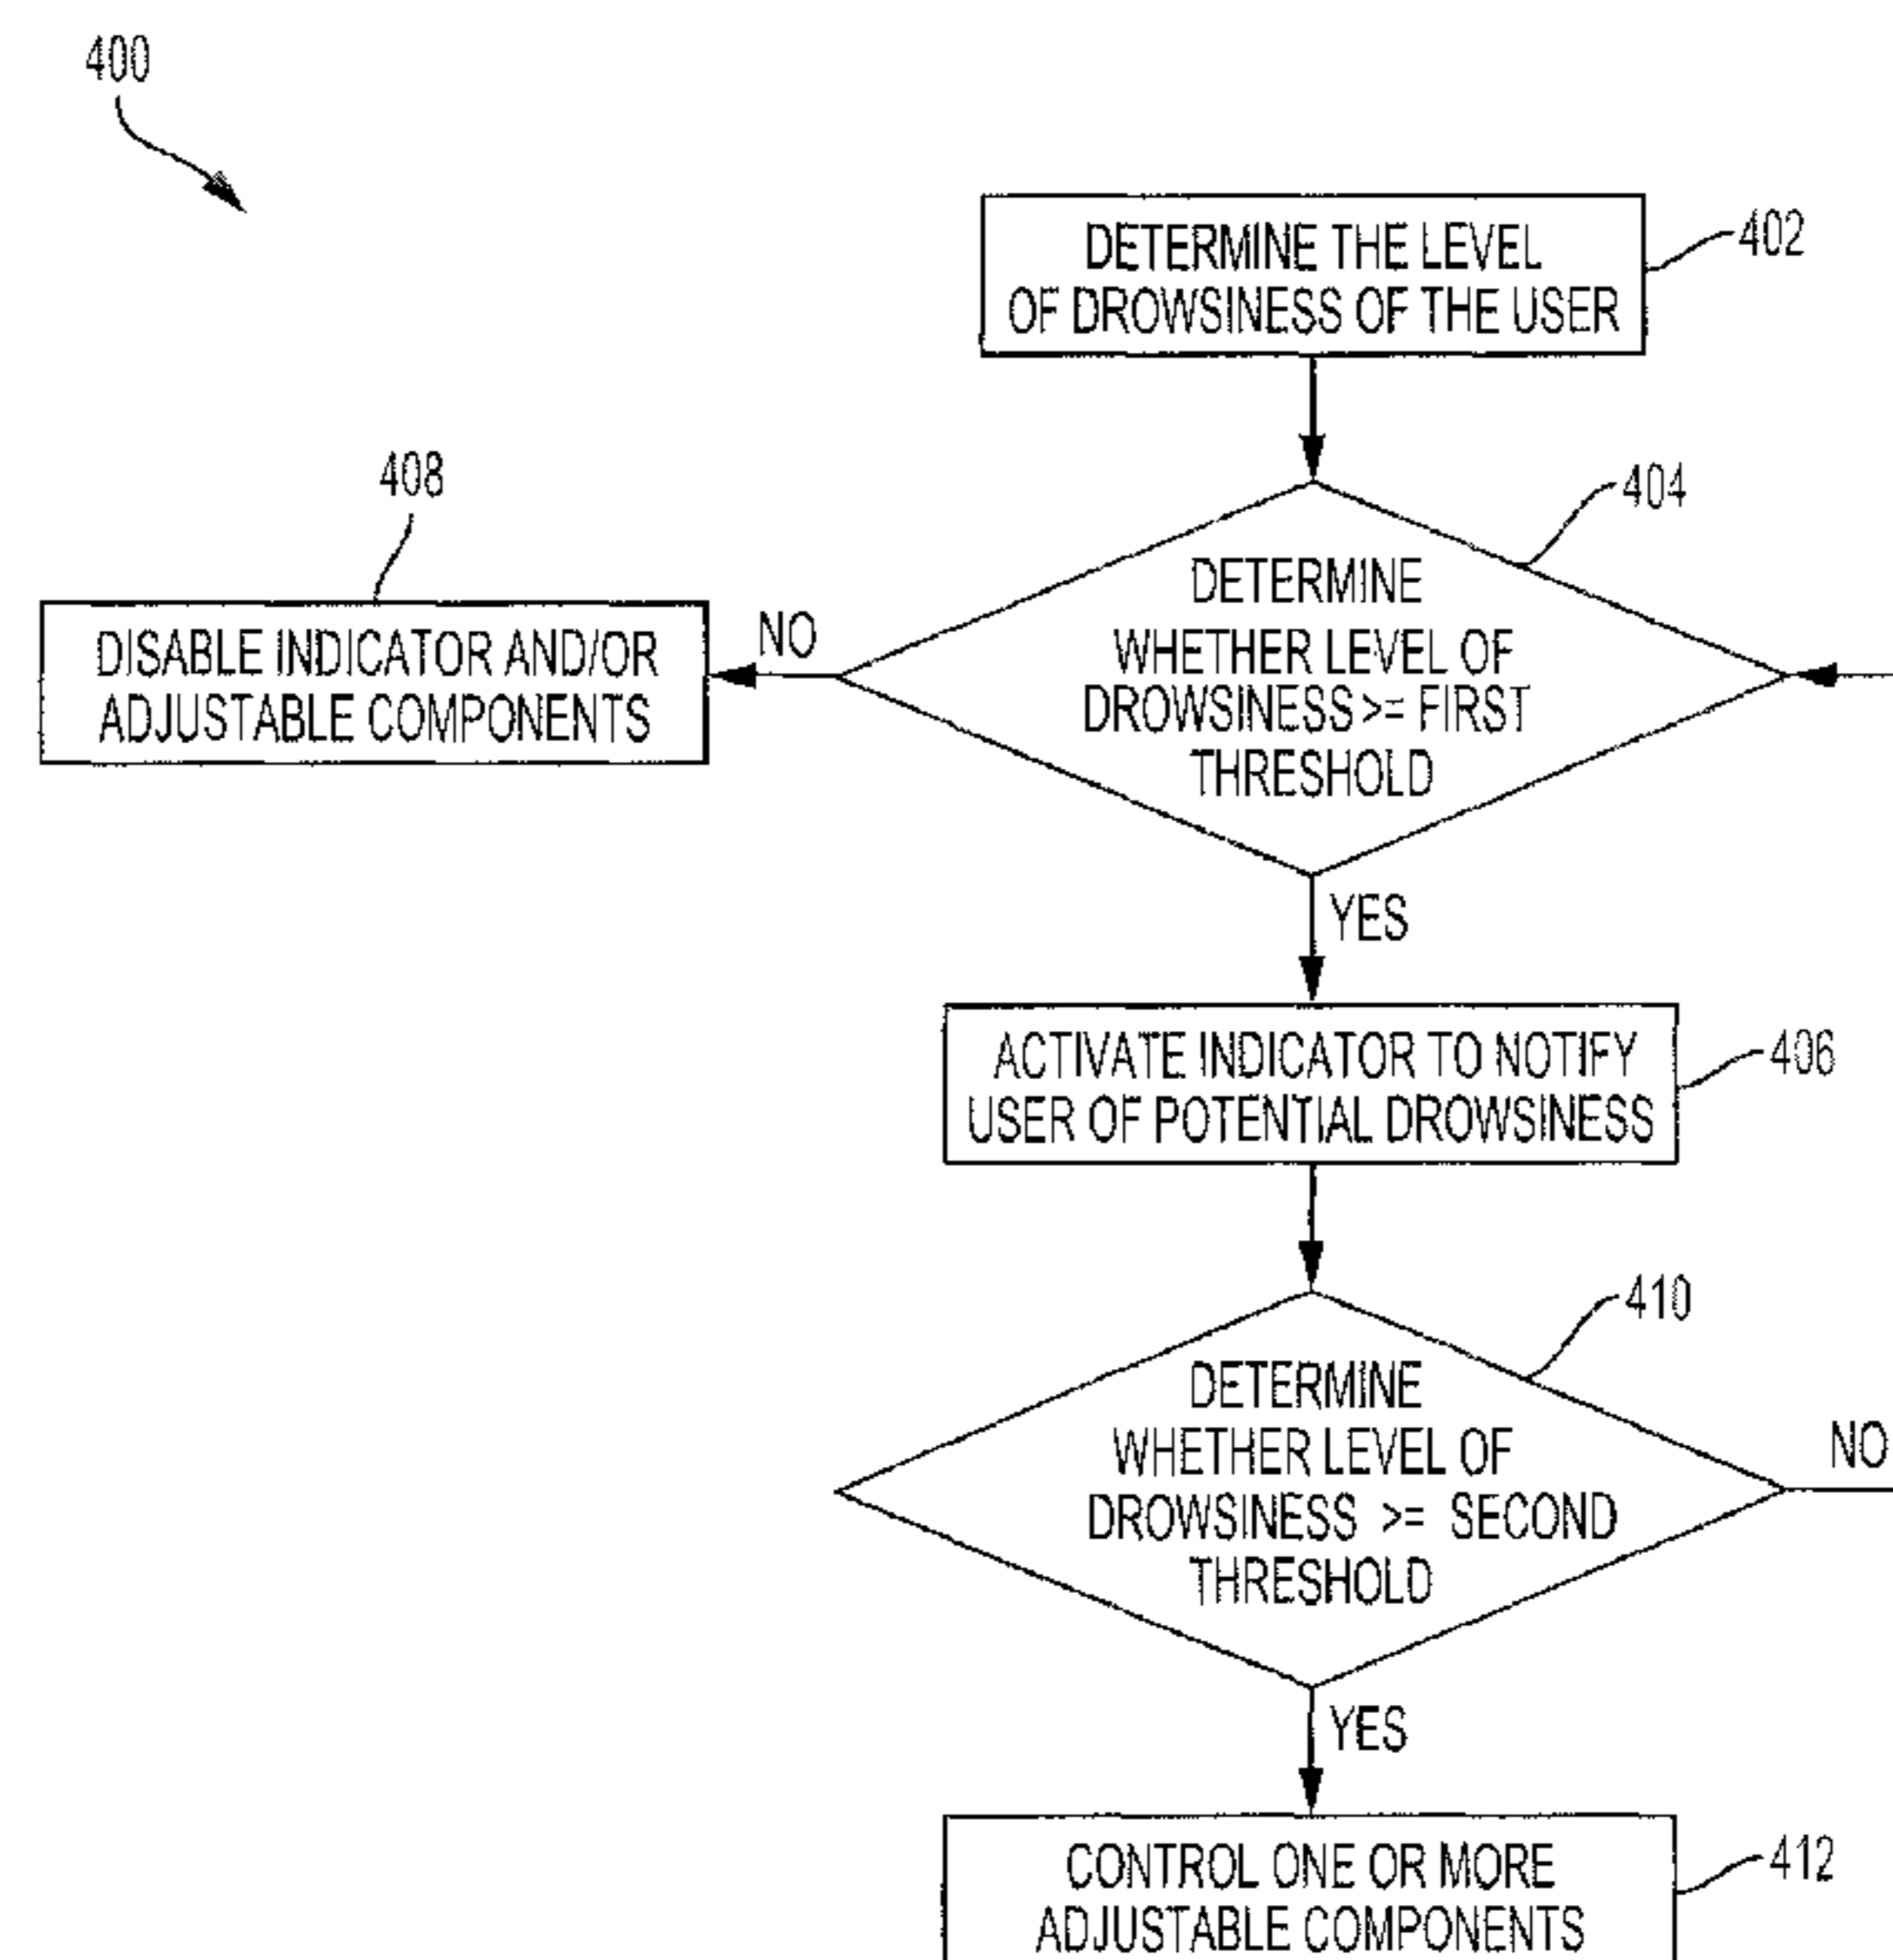 400
DETERMINE THE LEVEL
OF DROWSINESS OF THE USER
402
404
DETERMINE
WHETHER LEVEL OF
DROWSINESS >= FIRST
THRESHOLD
408
NO
DISABLE INDICATOR AND/OR
ADJUSTABLE COMPONENTS
YES
ACTIVATE INDICATOR TO NOTIFY
USER OF POTENTIAL DROWSINESS
406
410
DETERMINE
WHETHER LEVEL OF
DROWSINESS >= SECOND
THRESHOLD
NO
YES
CONTROL ONE OR MORE
ADJUSTABLE COMPONENTS
412